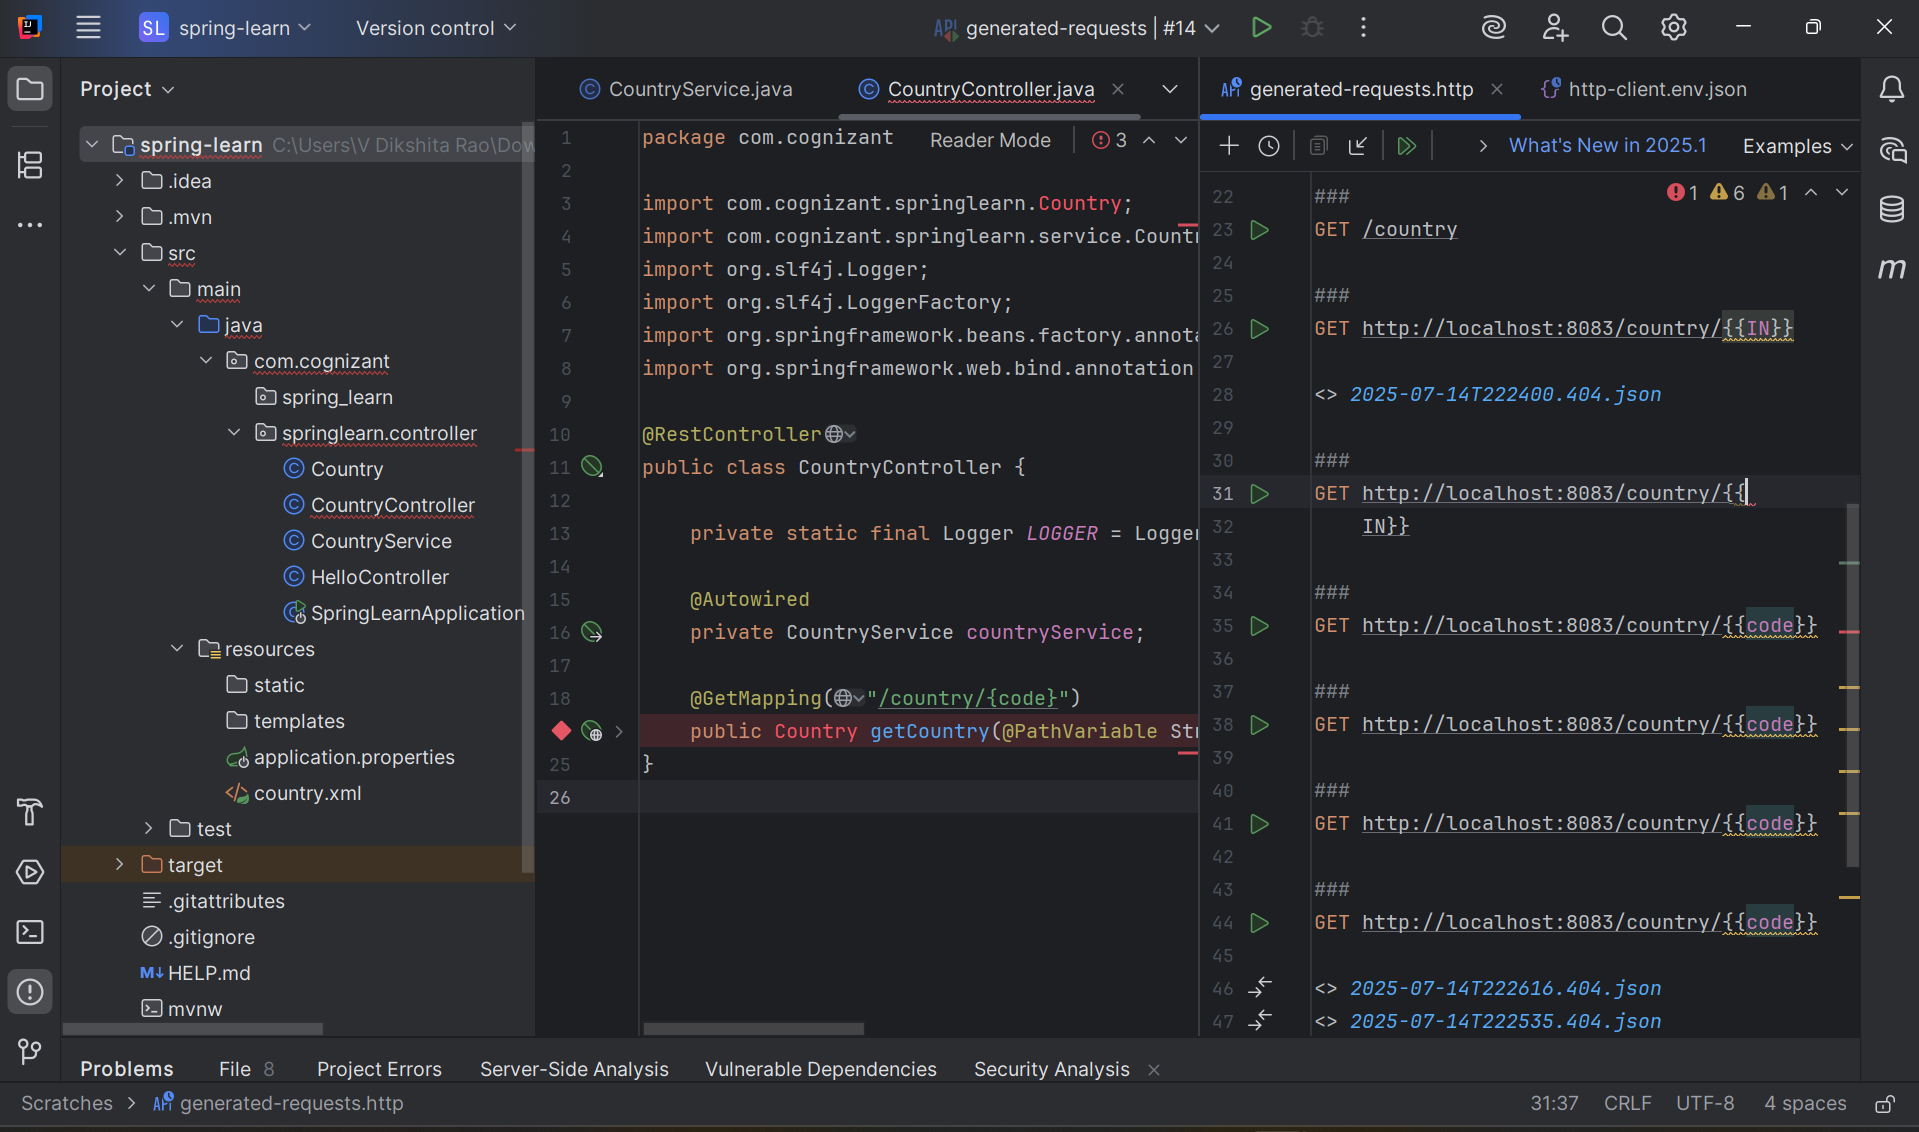 SL spring-learn
Version control
API generated-requests | #14
Project
spring-learn C:\Users\V Dikshita Rao\Dow
.idea
.mvn
src
main
java
com.cognizant
spring_learn
springlearn.controller
Country
CountryController
CountryService
HelloController
SpringLearnApplication
resources
static
templates
application.properties
country.xml
test
target
.gitattributes
.gitignore
M↓ HELP.md
mvnw
CountryService.java
CountryController.java
Reader Mode
3
1 package com.cognizant
2
3 import com.cognizant.springlearn.Country;
4 import com.cognizant.springlearn.service.Countr
5 import org.slf4j.Logger;
6 import org.slf4j.LoggerFactory;
7 import org.springframework.beans.factory.annota
8 import org.springframework.web.bind.annotation
9
10 @RestController
11 public class CountryController {
12
13 private static final Logger LOGGER = Logger
14
15 @Autowired
16 private CountryService countryService;
17
18 @GetMapping("/country/{code}")
public Country getCountry(@PathVariable Str
25 }
26
API generated-requests.http
http-client.env.json
What's New in 2025.1
Examples
1 6 1
22 ###
23 GET /country
24
25 ###
26 GET http://localhost:8083/country/{{IN}}
27
28 <> 2025-07-14T222400.404.json
29
30 ###
31 GET http://localhost:8083/country/{{
32 IN}}
33
34 ###
35 GET http://localhost:8083/country/{{code}}
36
37 ###
38 GET http://localhost:8083/country/{{code}}
39
40 ###
41 GET http://localhost:8083/country/{{code}}
42
43 ###
44 GET http://localhost:8083/country/{{code}}
45
46 <> 2025-07-14T222616.404.json
47 <> 2025-07-14T222535.404.json
m
Problems
File 8
Project Errors
Server-Side Analysis
Vulnerable Dependencies
Security Analysis
Scratches > API generated-requests.http
31:37 CRLF UTF-8 4 spaces